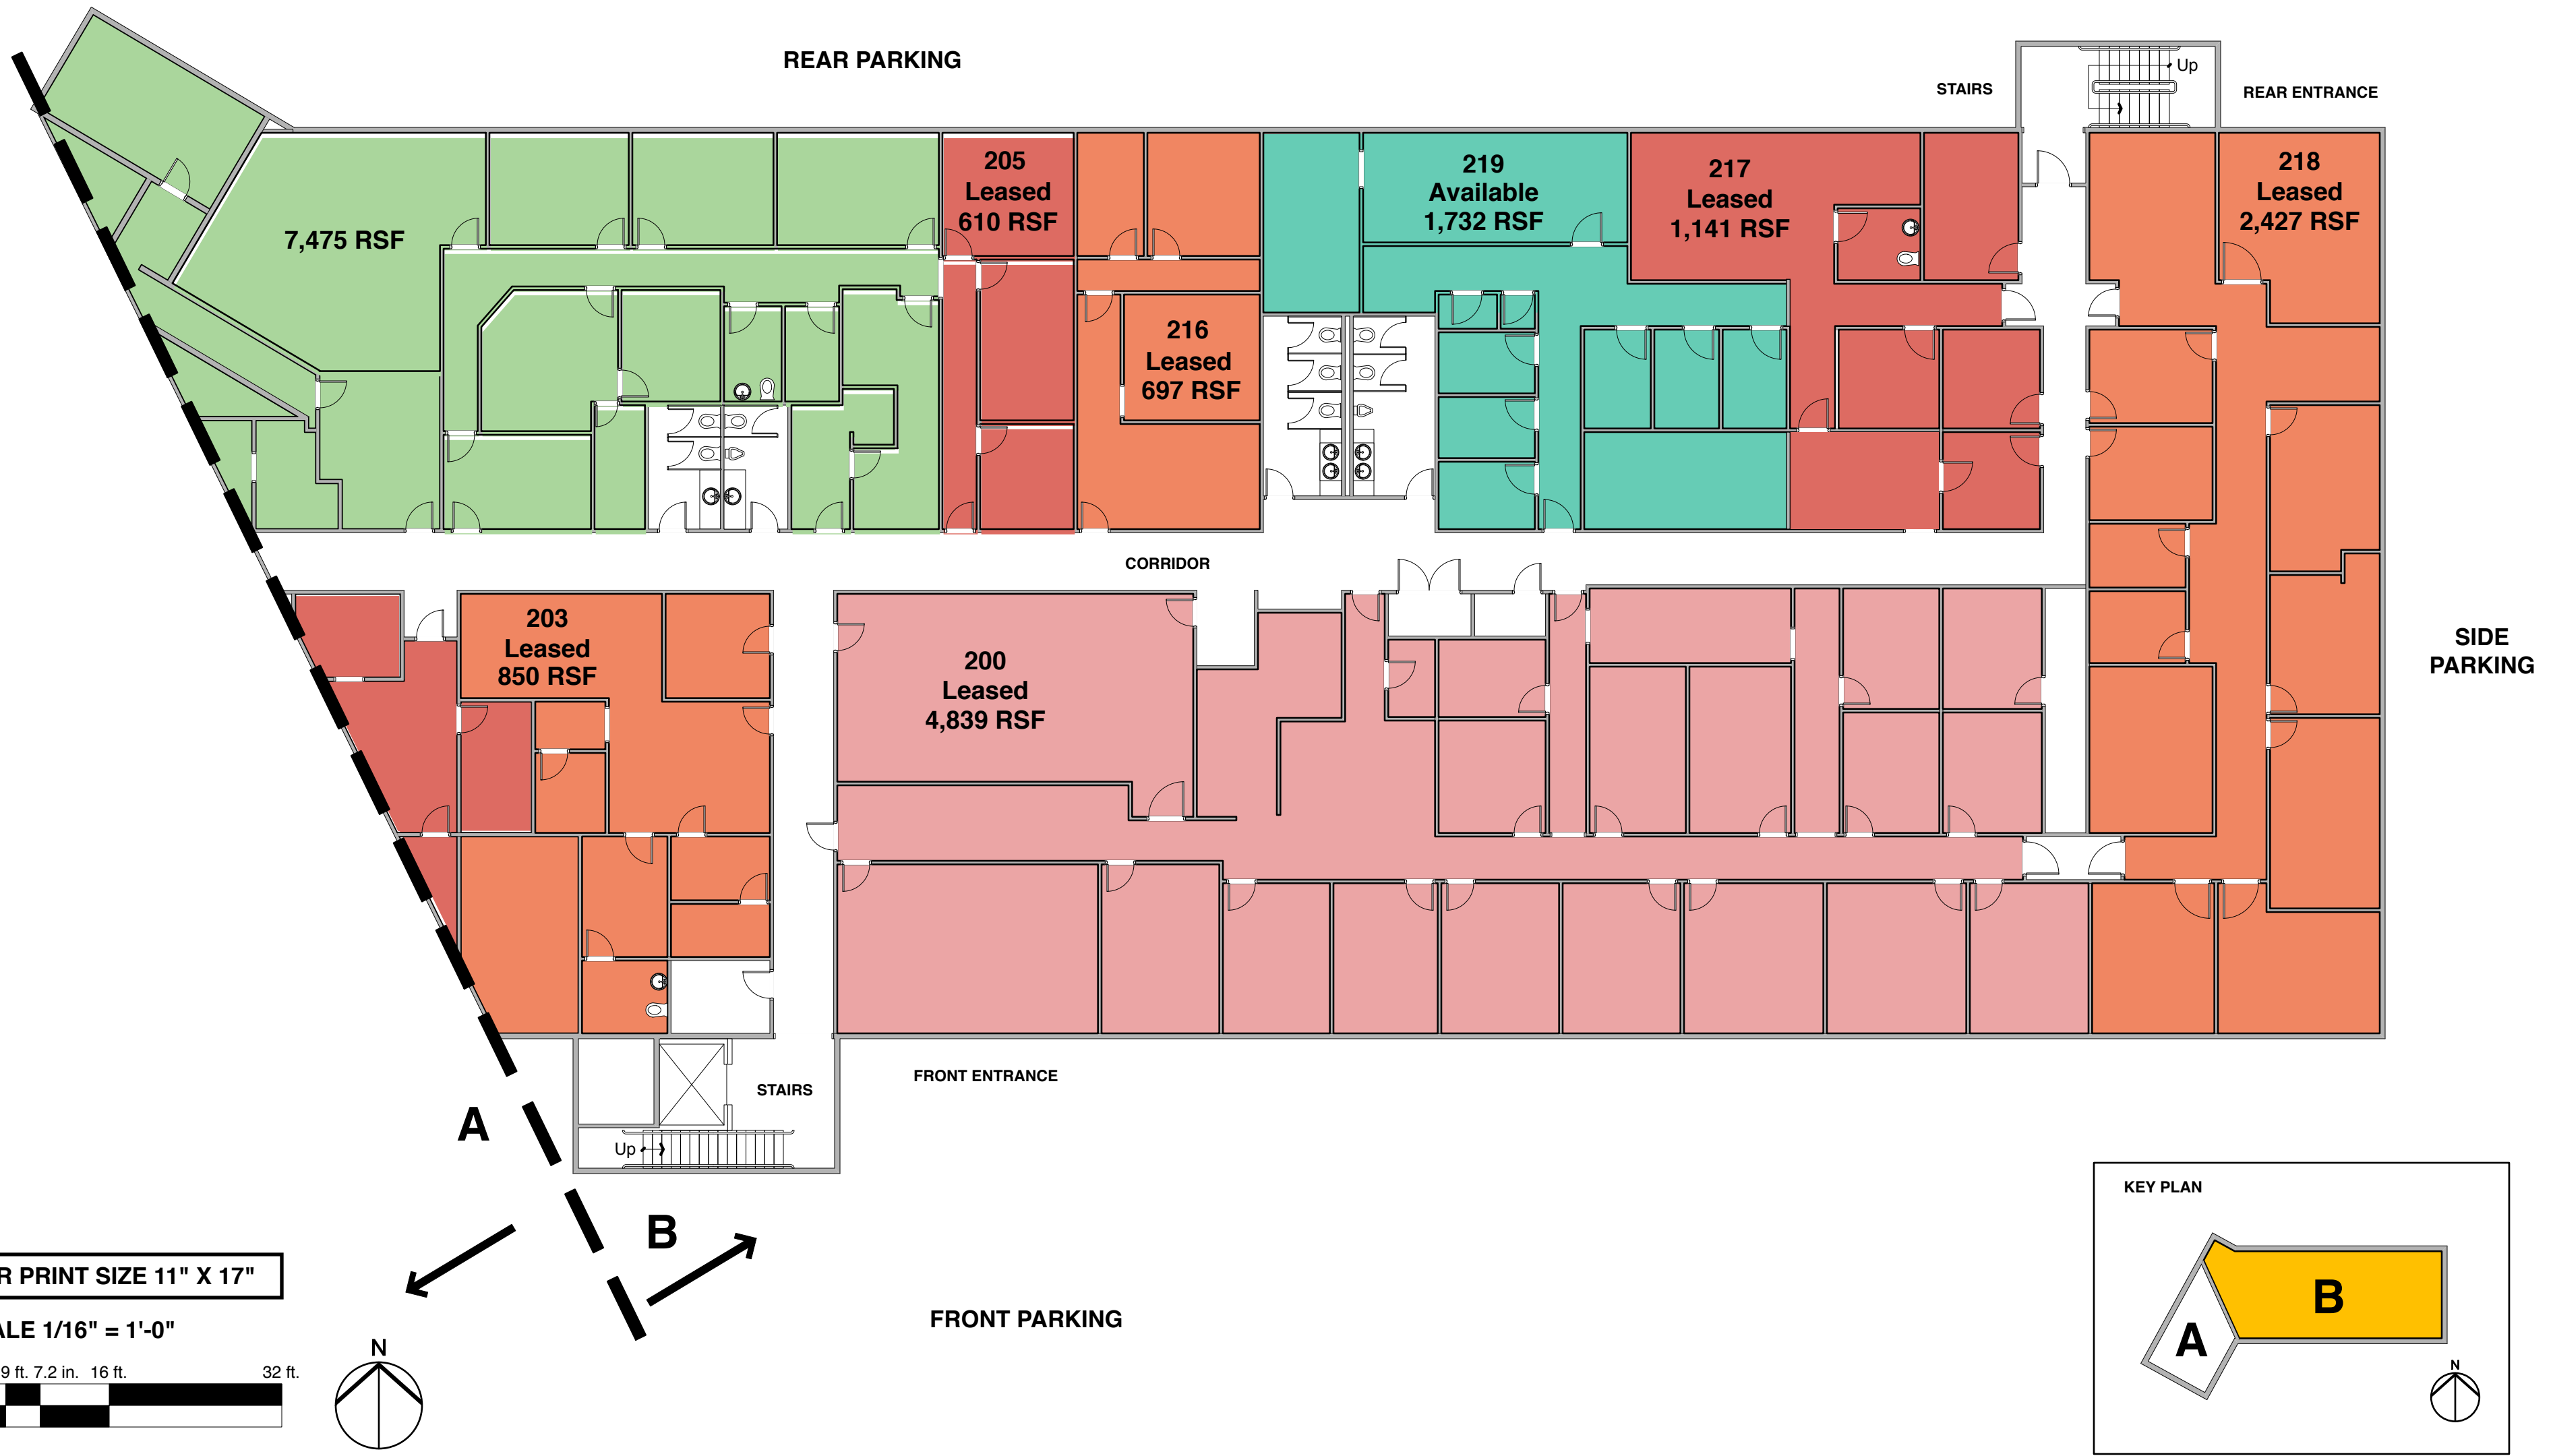 REAR PARKING
STAIRS
Up
REAR ENTRANCE
7,475 RSF
205
Leased
610 RSF
219
Available
1,732 RSF
217
Leased
1,141 RSF
218
Leased
2,427 RSF
216
Leased
697 RSF
CORRIDOR
203
Leased
850 RSF
200
Leased
4,839 RSF
SIDE
PARKING
FRONT ENTRANCE
STAIRS
Up
A
B
R PRINT SIZE 11" X 17"
ALE 1/16" = 1'-0"
9 ft. 7.2 in. 16 ft. 32 ft.
N
FRONT PARKING
KEY PLAN
B
A
N